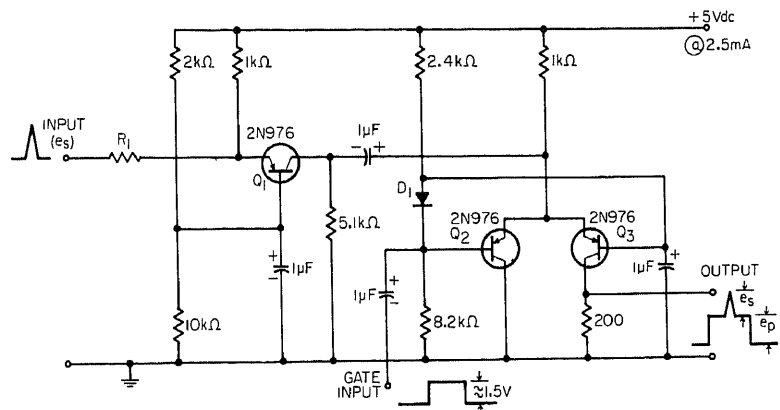 +5Vdc
@ 2.5mA
2kΩ
1kΩ
2.4kΩ
1kΩ
INPUT
(es)
R1
2N976
Q1
1μF
- +
5.1kΩ
D1
2N976
Q2
2N976
Q3
+
-
1μF
+
-
1μF
+
1μF
10kΩ
8.2kΩ
200
OUTPUT
es
ep
GATE
INPUT
≈1.5V